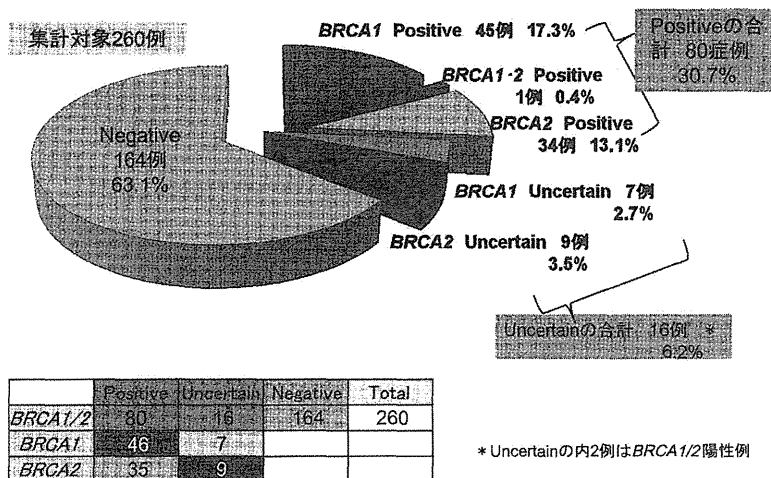 集計対象260例
BRCA1 Positive 45例 17.3%
Positiveの合
計 80症例
30.7%
BRCA1·2 Positive
1例 0.4%
BRCA2 Positive
34例 13.1%
Negative
164例
63.1%
BRCA1 Uncertain 7例
2.7%
BRCA2 Uncertain 9例
3.5%
Uncertainの合計 16例 *
6.2%
Positive Uncertain Negative Total
BRCA1/2 80 16 164 260
BRCA1 46 7
BRCA2 35 9
*Uncertainの内2例はBRCA1/2陽性例